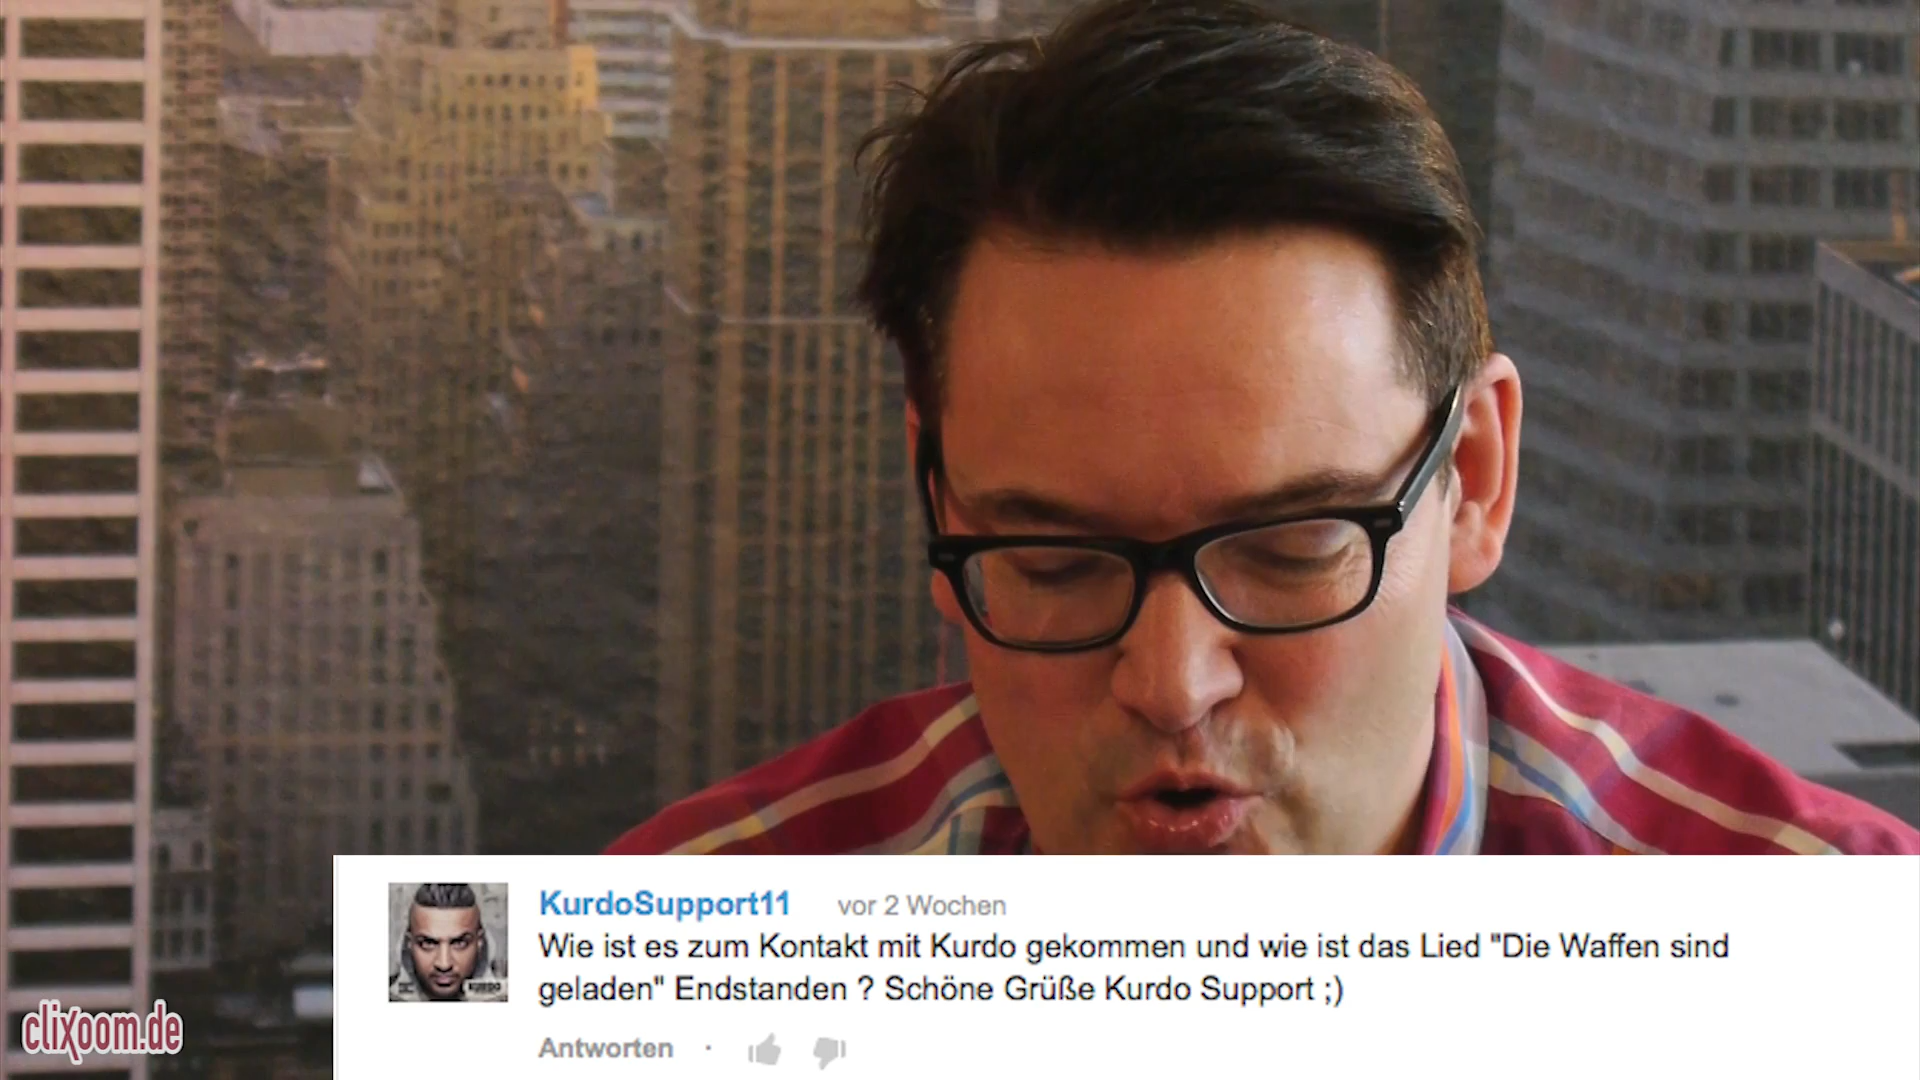 KurdoSupport11 vor 2 Wochen
Wie ist es zum Kontakt mit Kurdo gekommen und wie ist das Lied "Die Waffen sind
geladen" Endstanden ? Schöne Grüße Kurdo Support ;)
Antworten ·
clixoom.de
KURDO